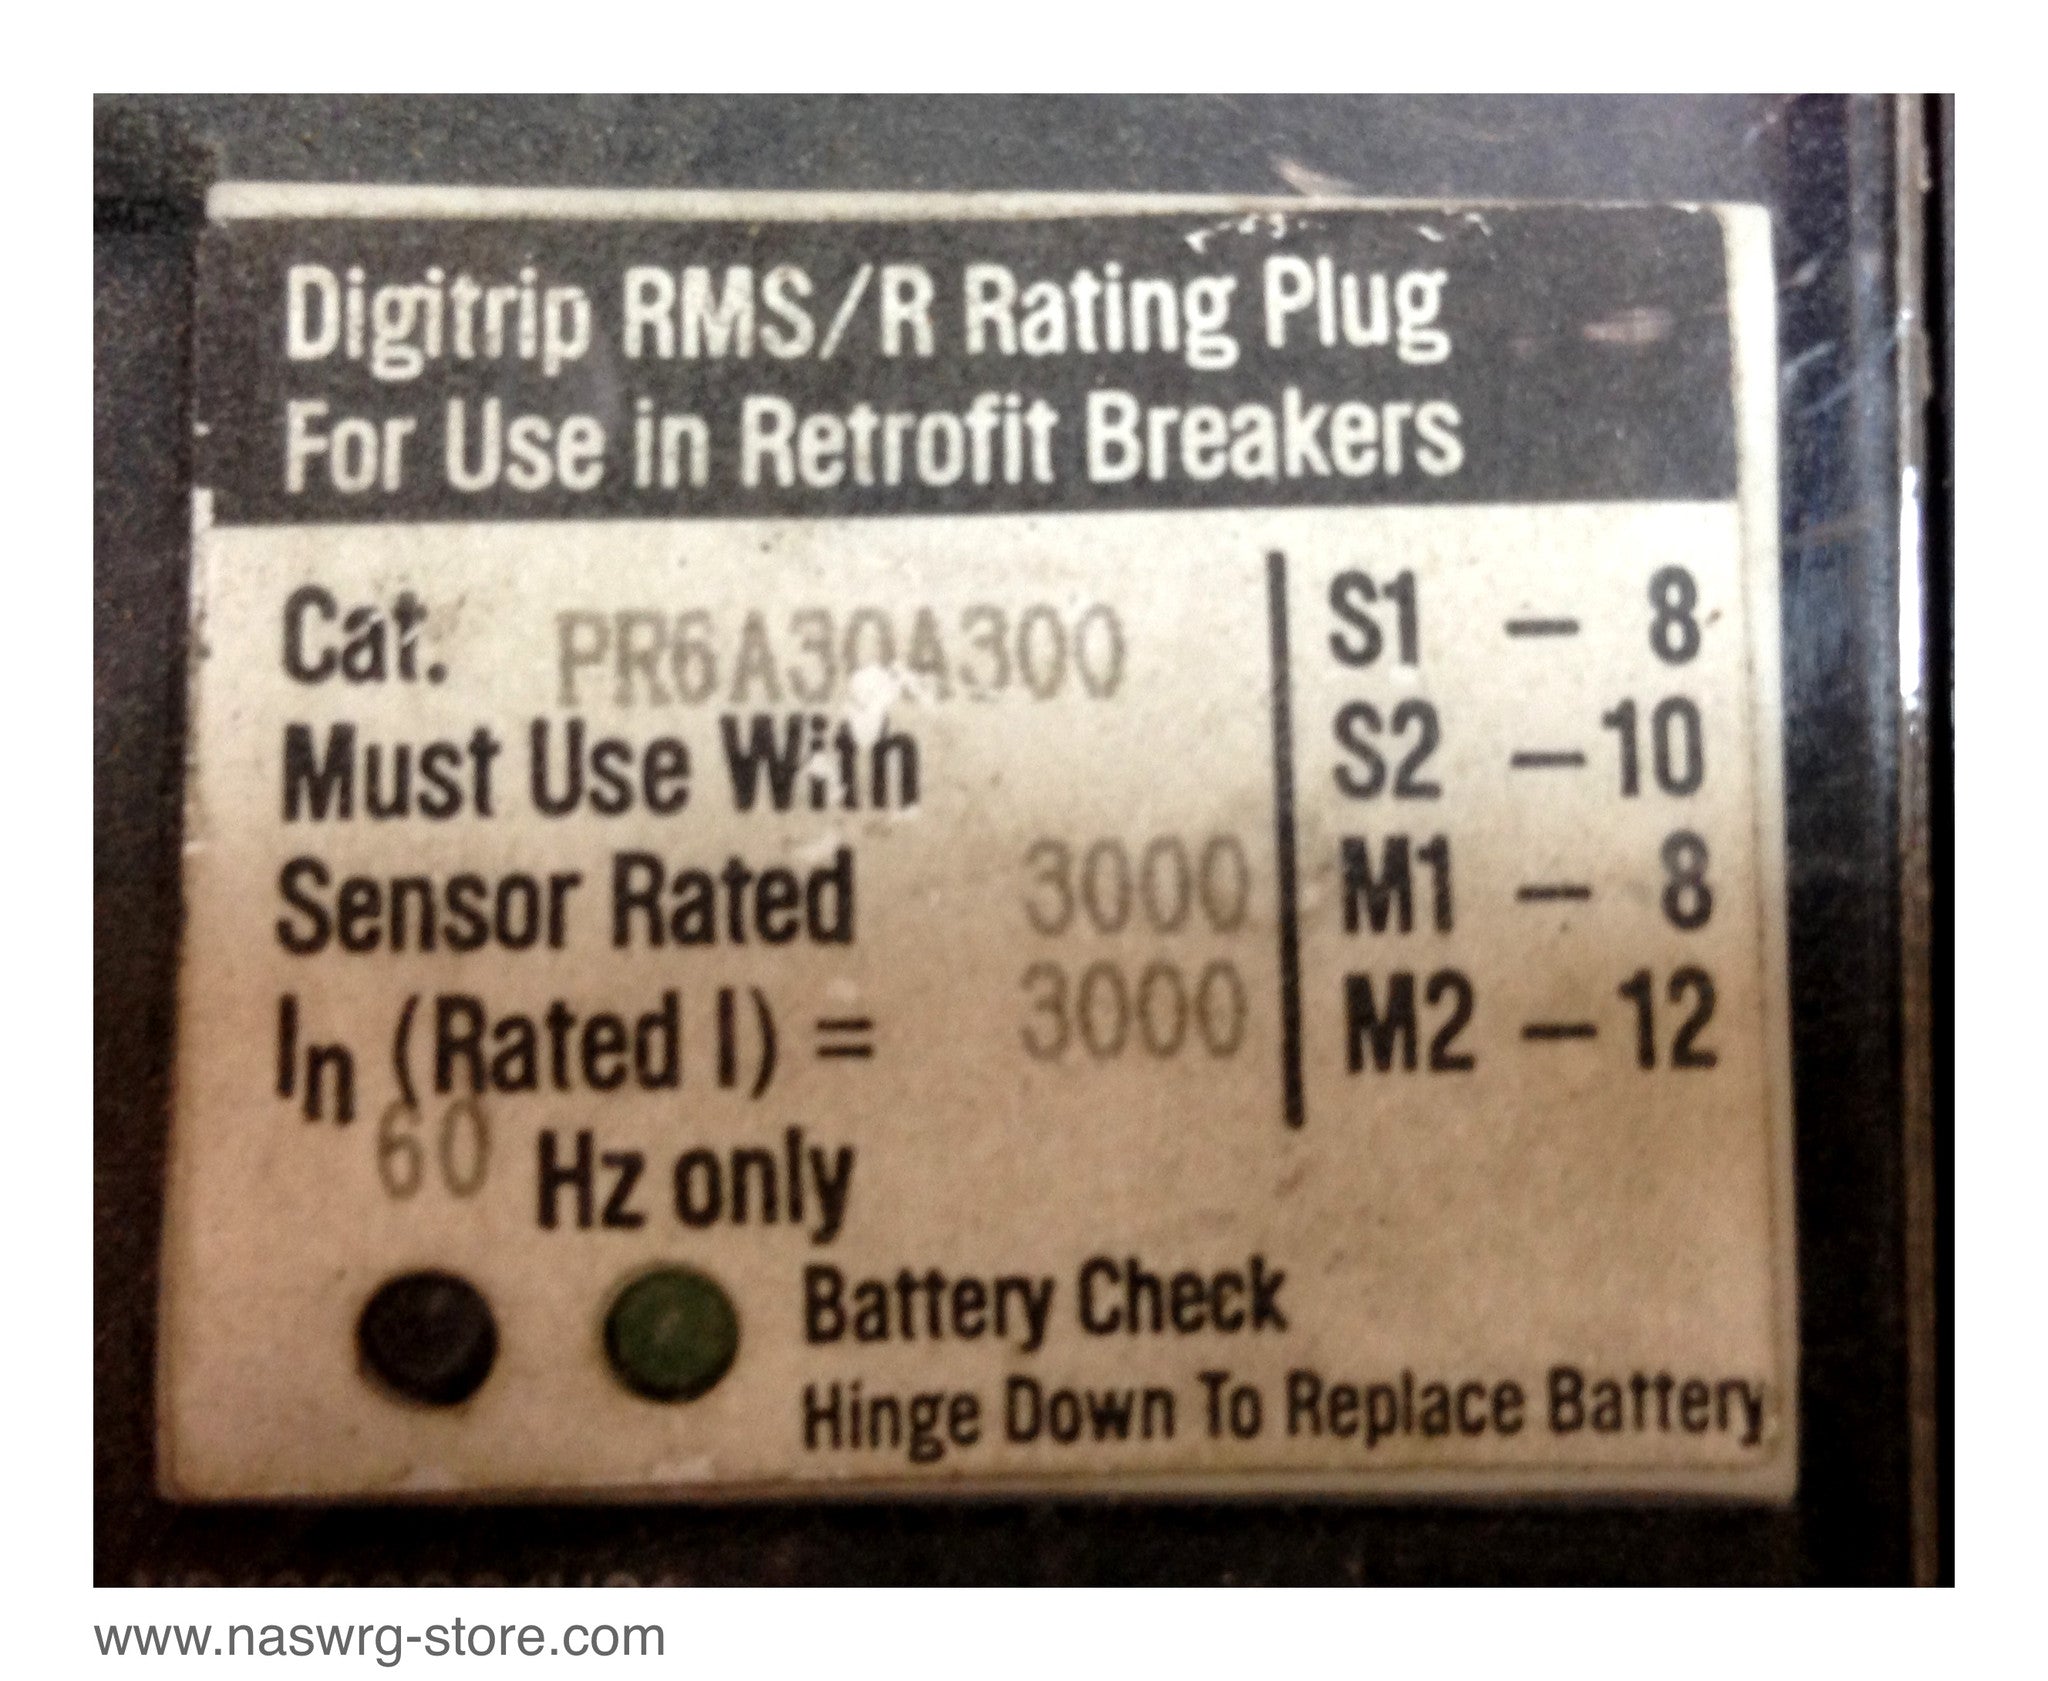 Digitrip RMS/R Rating Plug
For Use in Retrofit Breakers
Cat. PR6A30A300
Must Use With
Sensor Rated 3000
In (Rated I) = 3000
60 Hz only
S1 – 8
S2 – 10
M1 – 8
M2 – 12
Battery Check
Hinge Down To Replace Battery
www.naswrg-store.com